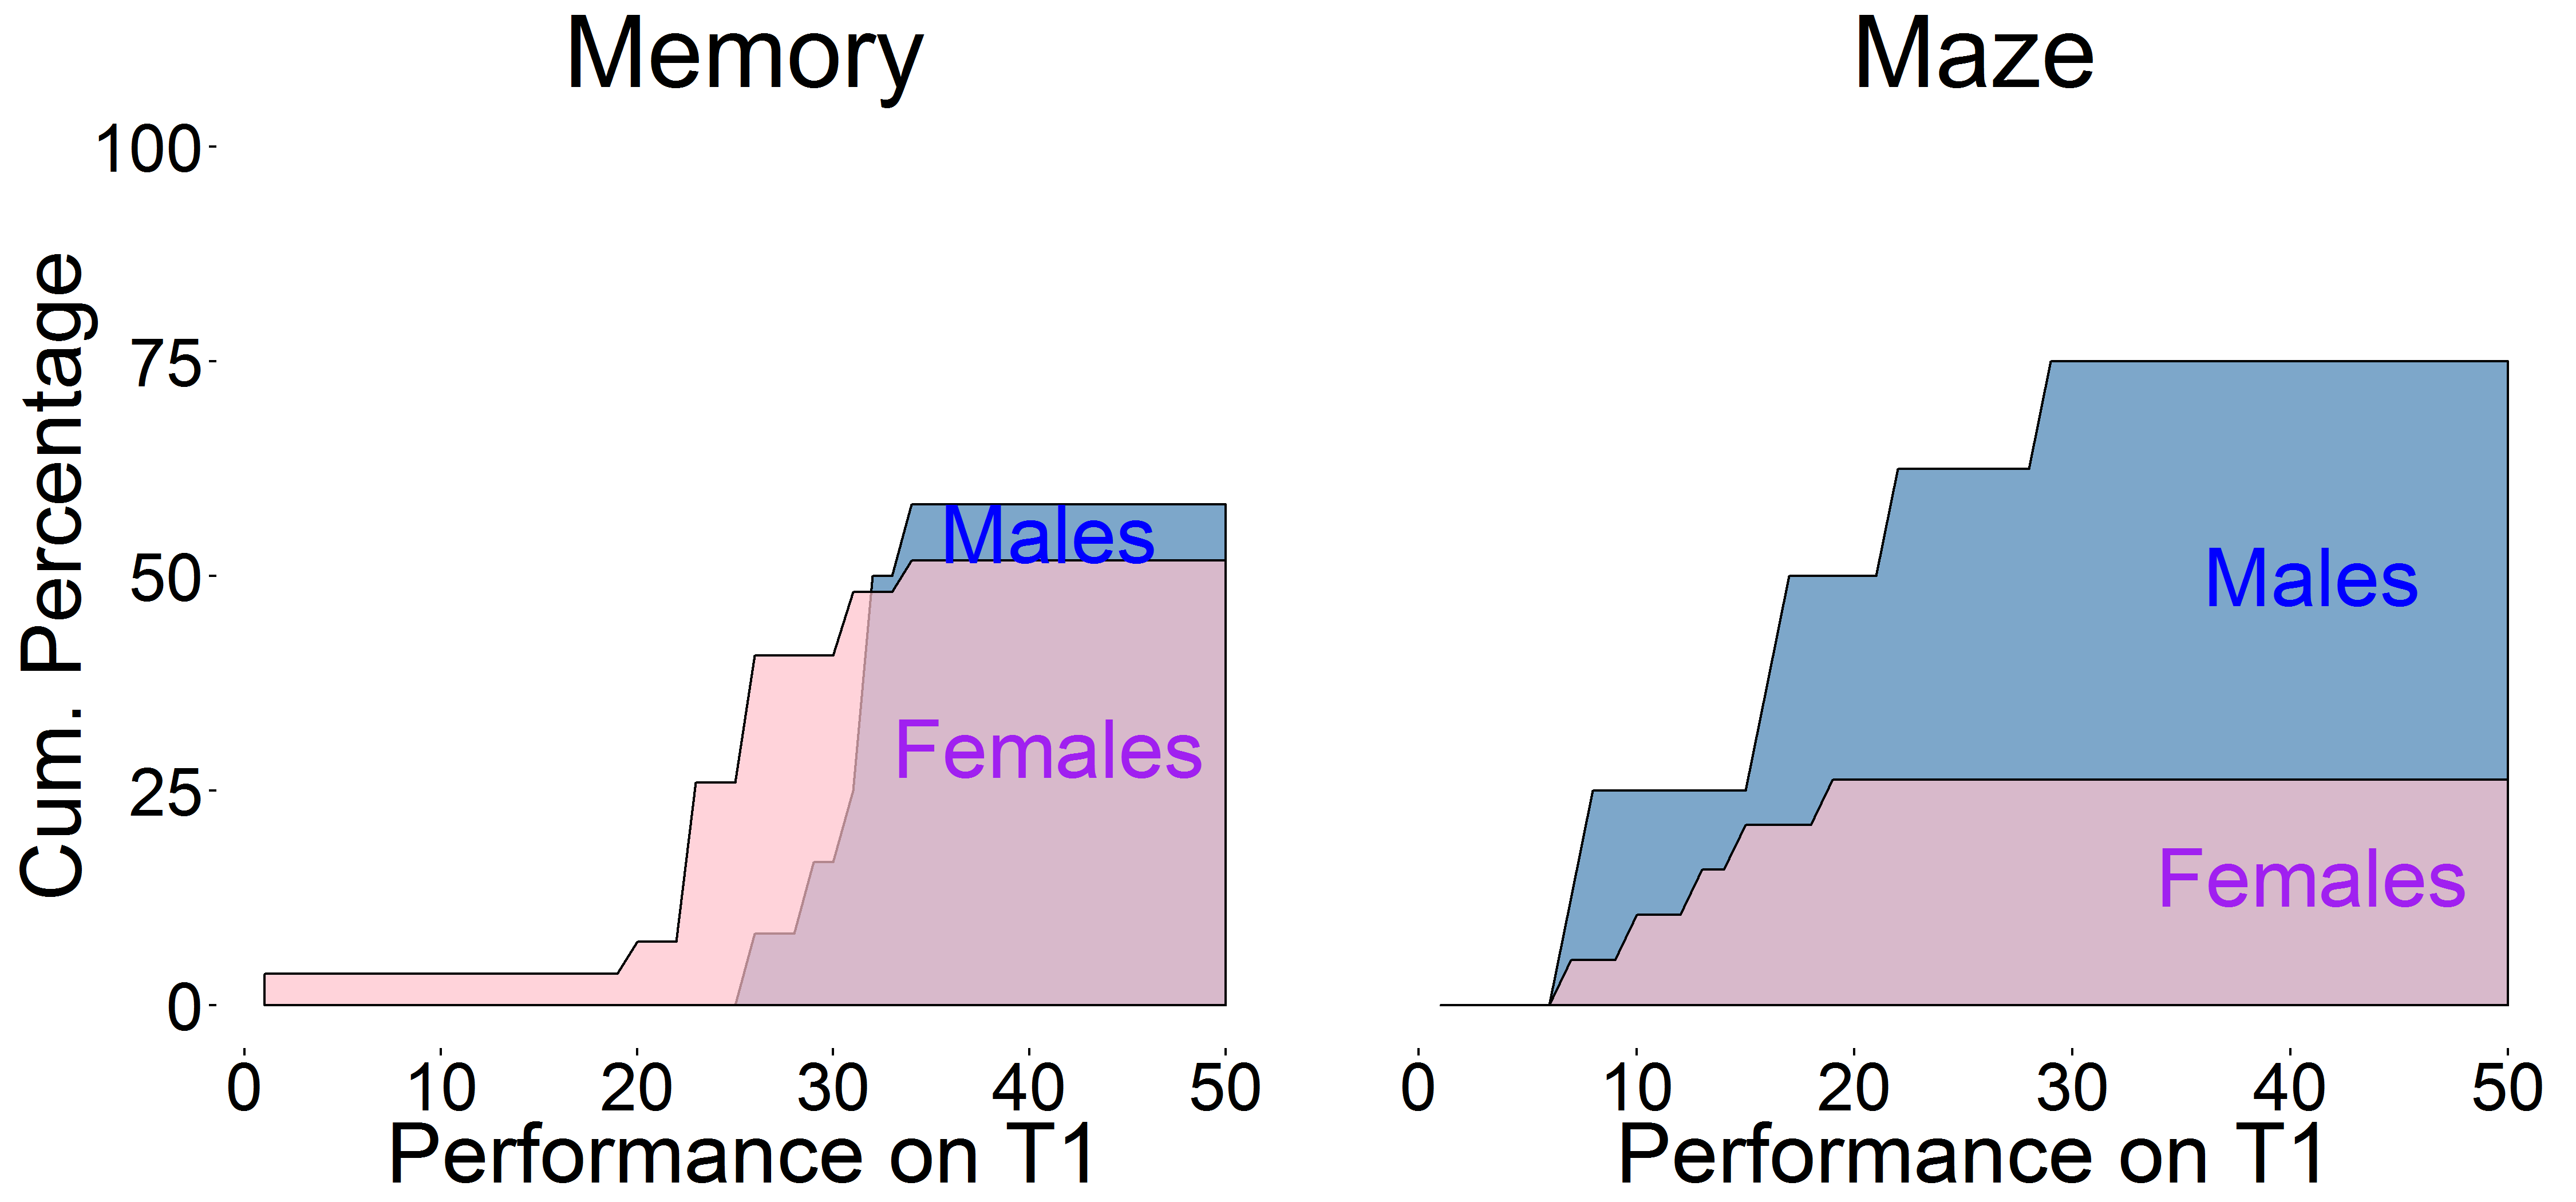 Memory
Maze
Cum. Percentage
100
75
50
25
0
Males
Females
0 10 20 30 40 50
Performance on T1
Males
Females
0 10 20 30 40 50
Performance on T1